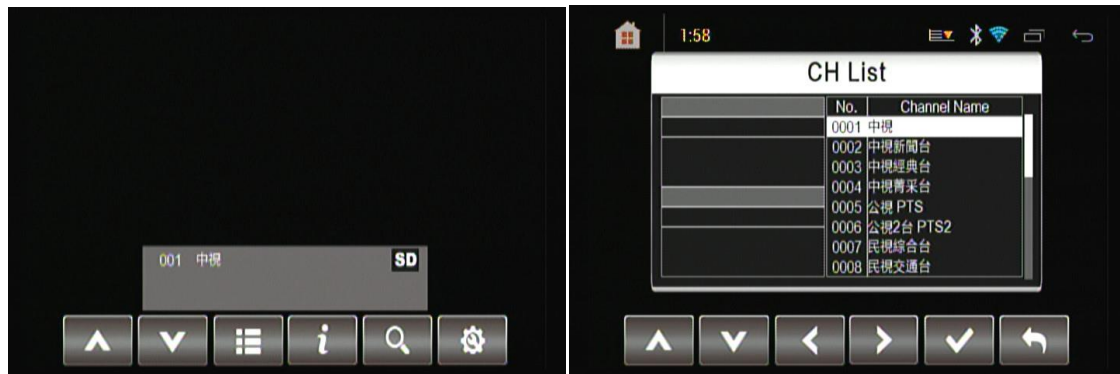 001 中視 SD
1:58
CH List
No. Channel Name
0001 中視
0002 中視新聞台
0003 中視經典台
0004 中視菁采台
0005 公視 PTS
0006 公視2台 PTS2
0007 民視綜合台
0008 民視交通台